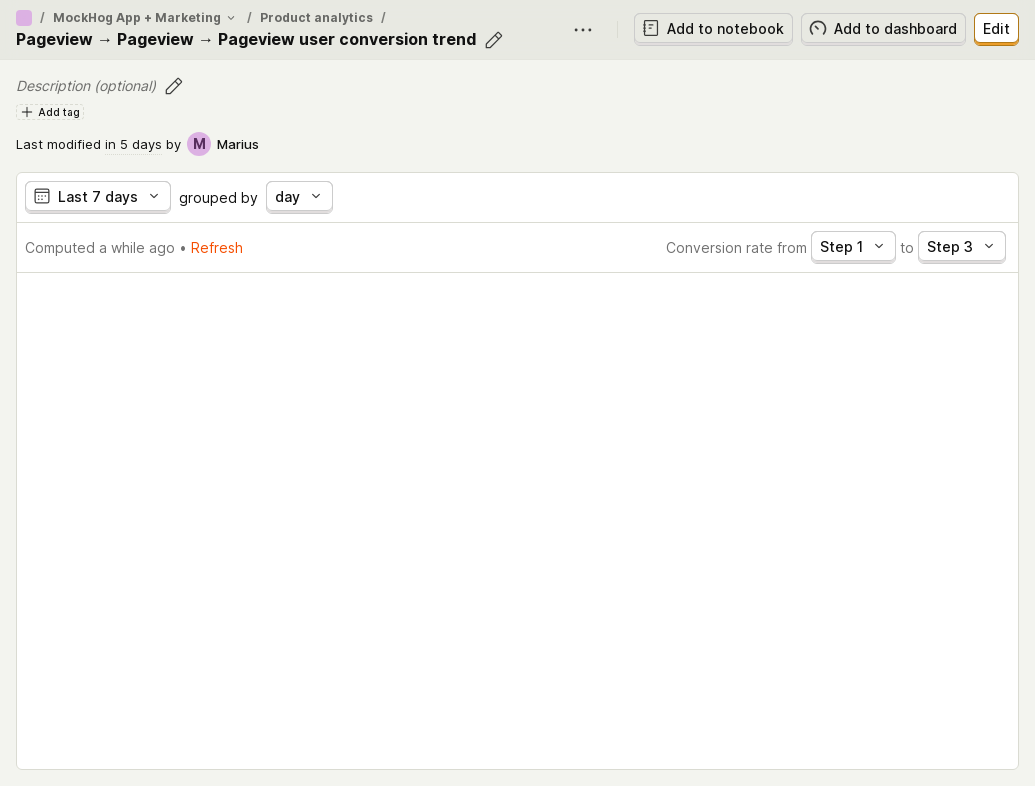 / MockHog App + Marketing / Product analytics /
Pageview → Pageview → Pageview user conversion trend
Add to notebook
Add to dashboard
Edit
Description (optional)
Add tag
Last modified in 5 days by M Marius
Last 7 days grouped by day
Computed a while ago • Refresh
Conversion rate from Step 1 to Step 3